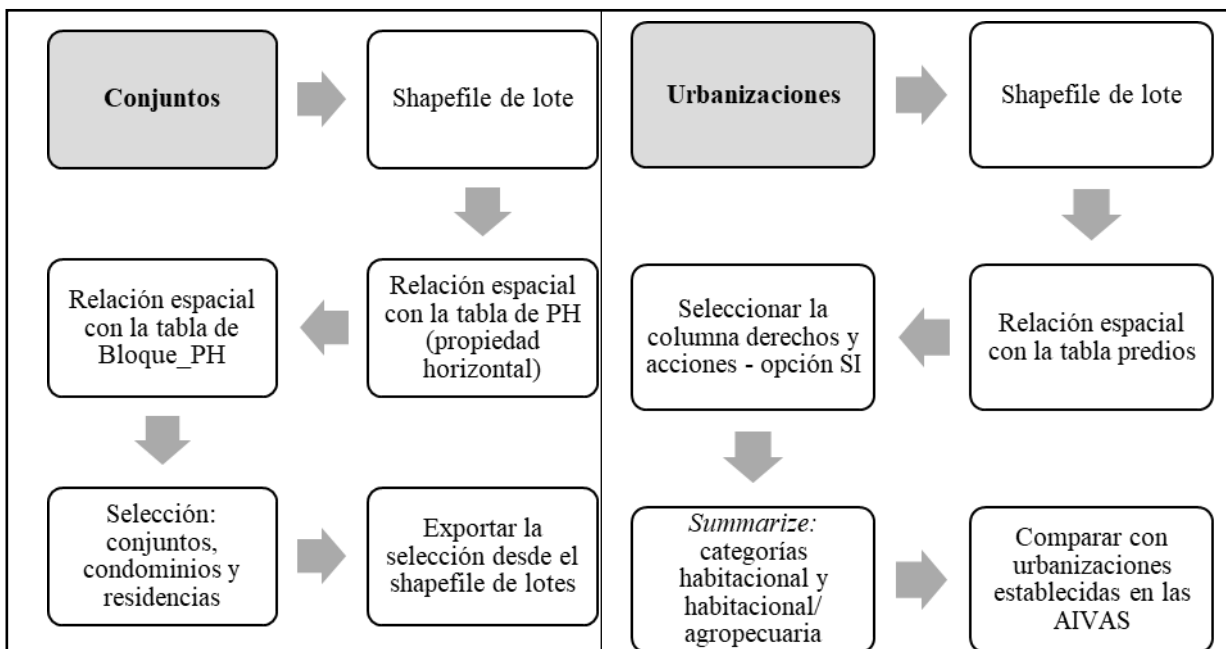 Conjuntos
Shapefile de lote
Relación espacial
con la tabla de PH
(propiedad
horizontal)
Relación espacial
con la tabla de
Bloque_PH
Selección:
conjuntos,
condominios y
residencias
Exportar la
selección desde el
shapefile de lotes
Urbanizaciones
Shapefile de lote
Relación espacial
con la tabla predios
Seleccionar la
columna derechos y
acciones - opción SI
Summarize:
categorías
habitacional y
habitacional/
agropecuaria
Comparar con
urbanizaciones
establecidas en las
AIVAS